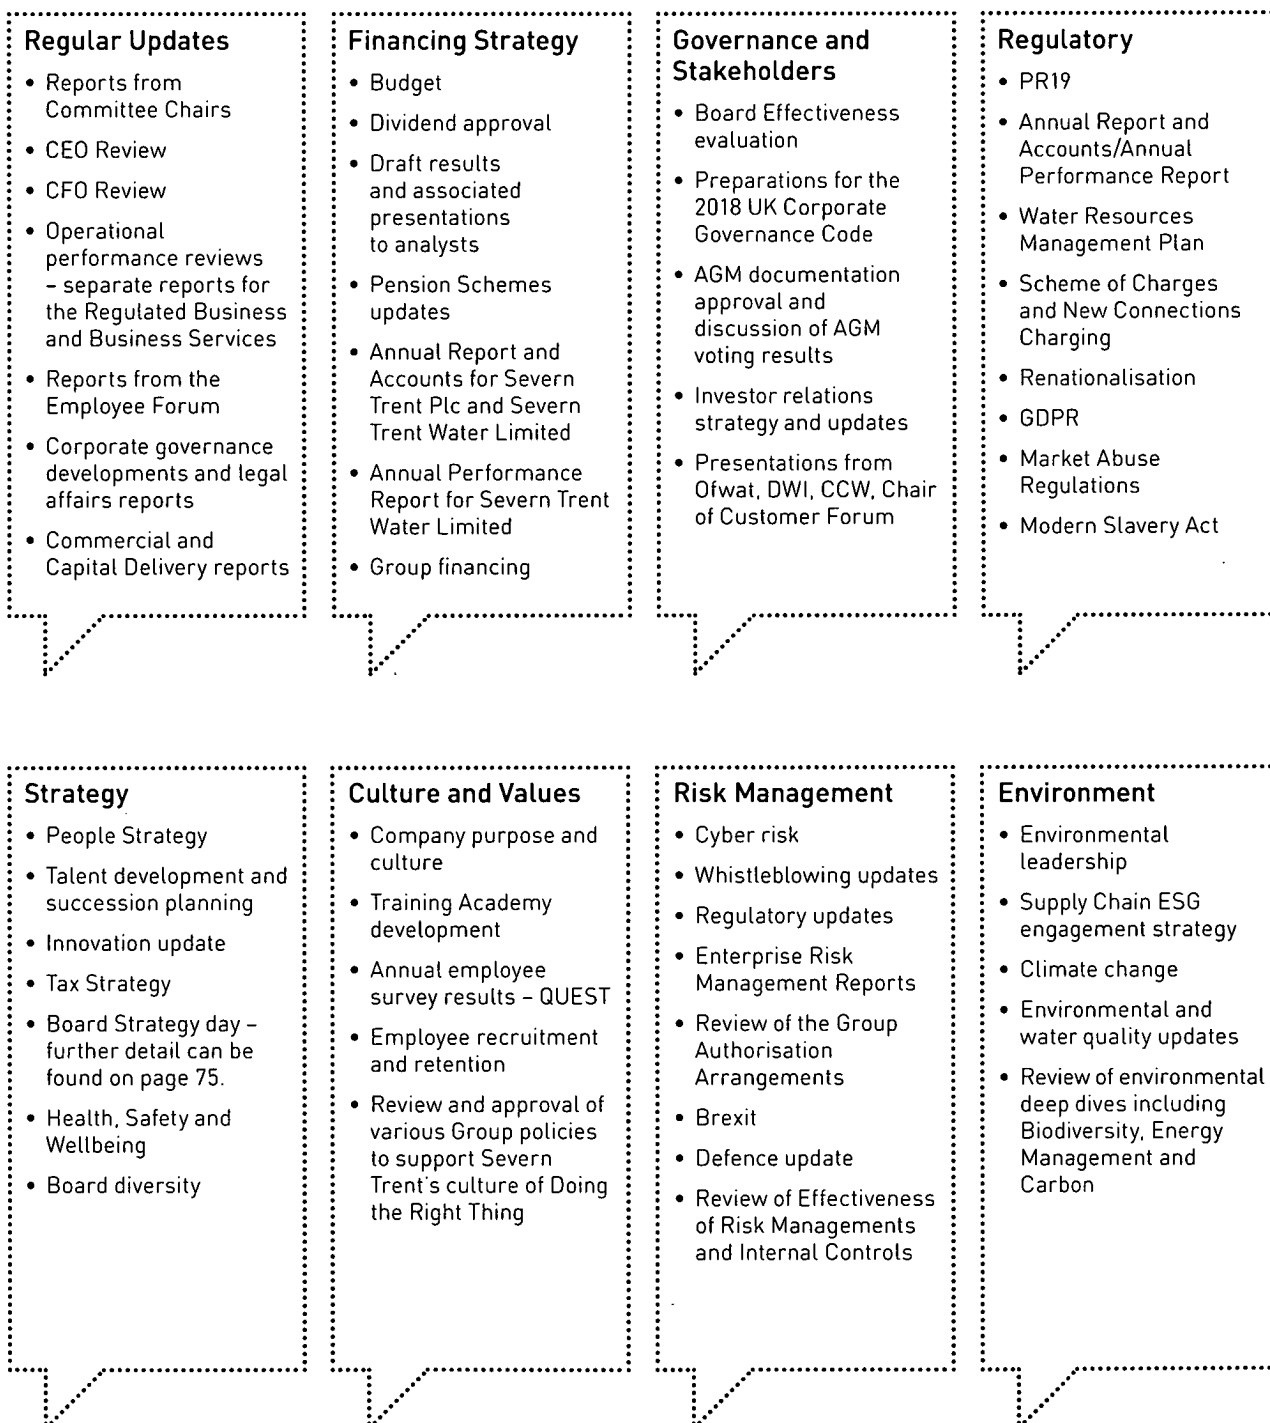 Regular Updates
• Reports from
Committee Chairs
• CEO Review
• CFO Review
• Operational
performance reviews
– separate reports for
the Regulated Business
and Business Services
• Reports from the
Employee Forum
• Corporate governance
developments and legal
affairs reports
• Commercial and
Capital Delivery reports
Financing Strategy
• Budget
• Dividend approval
• Draft results
and associated
presentations
to analysts
• Pension Schemes
updates
• Annual Report and
Accounts for Severn
Trent Plc and Severn
Trent Water Limited
• Annual Performance
Report for Severn Trent
Water Limited
• Group financing
Governance and
Stakeholders
• Board Effectiveness
evaluation
• Preparations for the
2018 UK Corporate
Governance Code
• AGM documentation
approval and
discussion of AGM
voting results
• Investor relations
strategy and updates
• Presentations from
Ofwat, DWI, CCW, Chair
of Customer Forum
Regulatory
• PR19
• Annual Report and
Accounts/Annual
Performance Report
• Water Resources
Management Plan
• Scheme of Charges
and New Connections
Charging
• Renationalisation
• GDPR
• Market Abuse
Regulations
• Modern Slavery Act
Strategy
• People Strategy
• Talent development and
succession planning
• Innovation update
• Tax Strategy
• Board Strategy day –
further detail can be
found on page 75.
• Health, Safety and
Wellbeing
• Board diversity
Culture and Values
• Company purpose and
culture
• Training Academy
development
• Annual employee
survey results – QUEST
• Employee recruitment
and retention
• Review and approval of
various Group policies
to support Severn
Trent's culture of Doing
the Right Thing
Risk Management
• Cyber risk
• Whistleblowing updates
• Regulatory updates
• Enterprise Risk
Management Reports
• Review of the Group
Authorisation
Arrangements
• Brexit
• Defence update
• Review of Effectiveness
of Risk Managements
and Internal Controls
Environment
• Environmental
leadership
• Supply Chain ESG
engagement strategy
• Climate change
• Environmental and
water quality updates
• Review of environmental
deep dives including
Biodiversity, Energy
Management and
Carbon